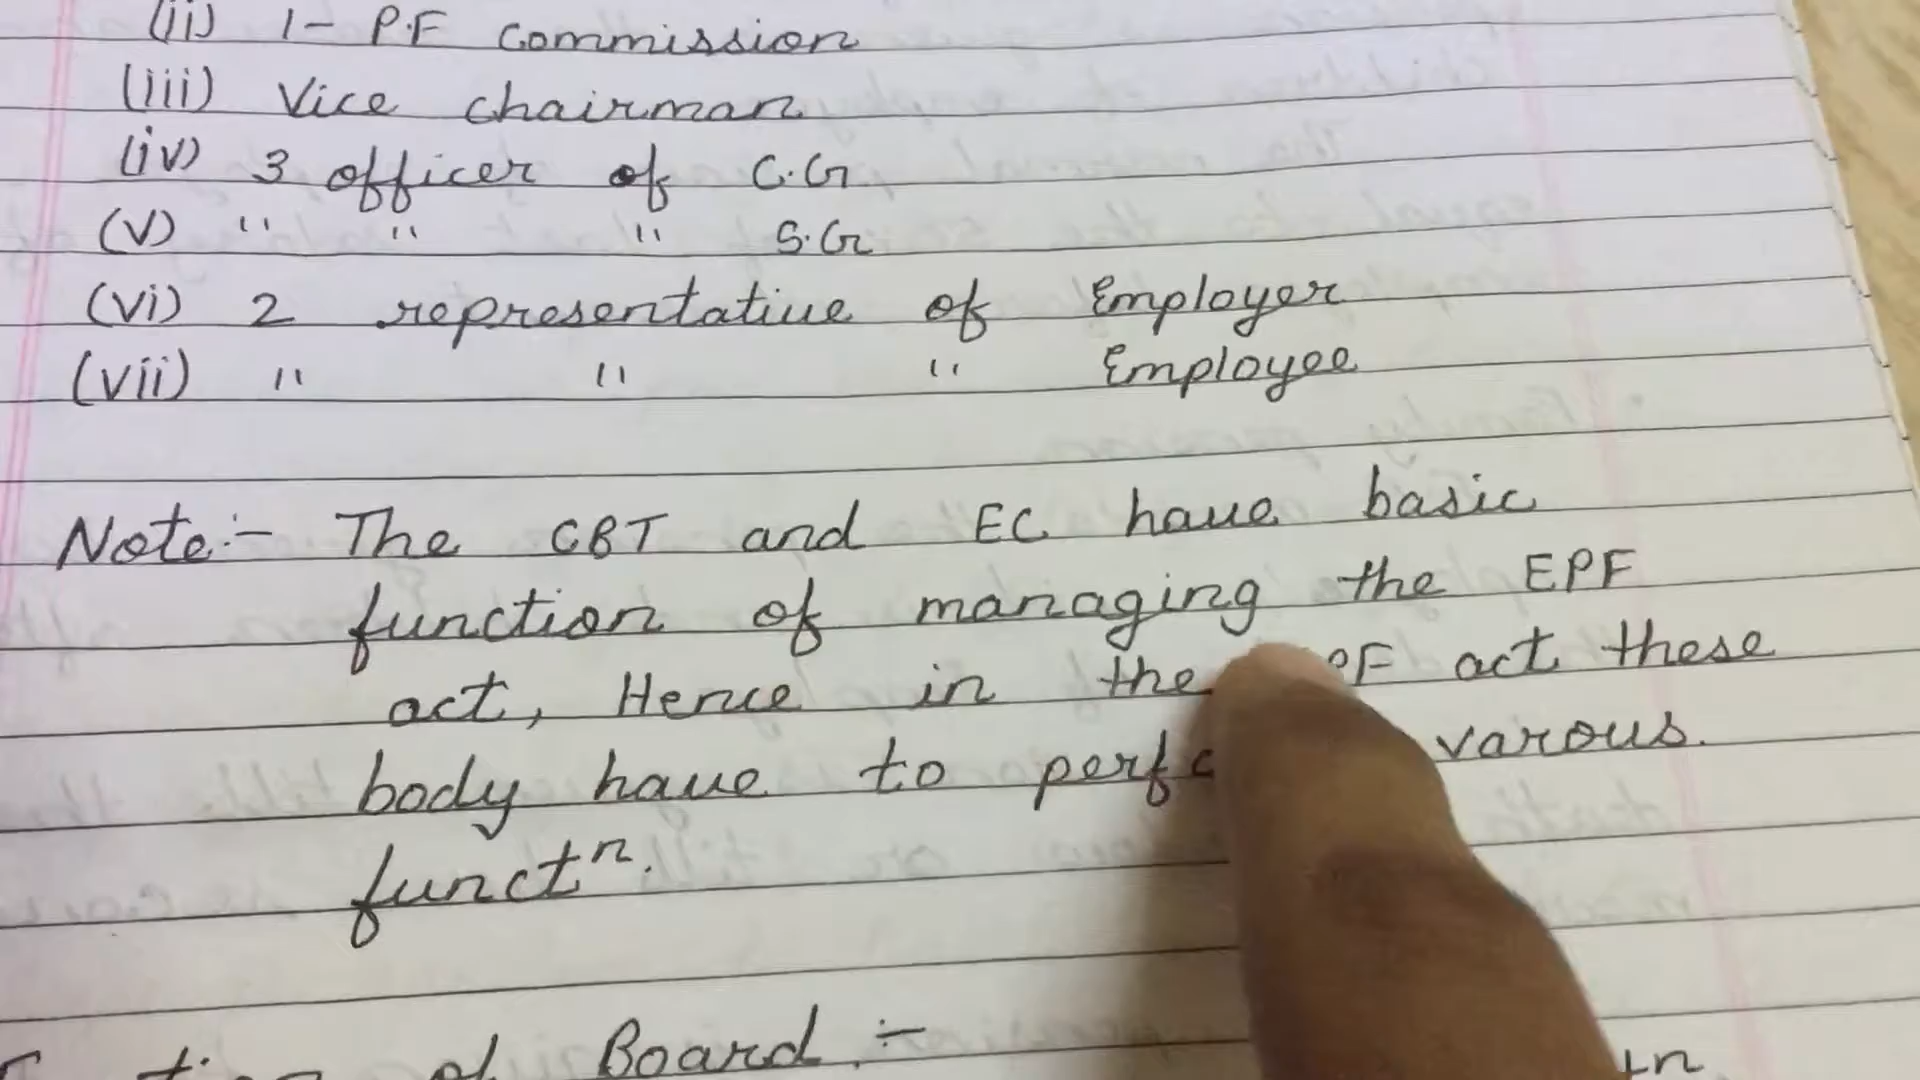 (ii) 1- P.F commission
(iii) Vice chairman
(iv) 3 officer of C.G
(v) " " " S.G
(vi) 2 representative of Employer
(vii) " " " Employee
Note:- The CBT and EC have basic
function of managing the EPF
act, Hence in the PF act these
body have to varous.
functn.
of Board :-